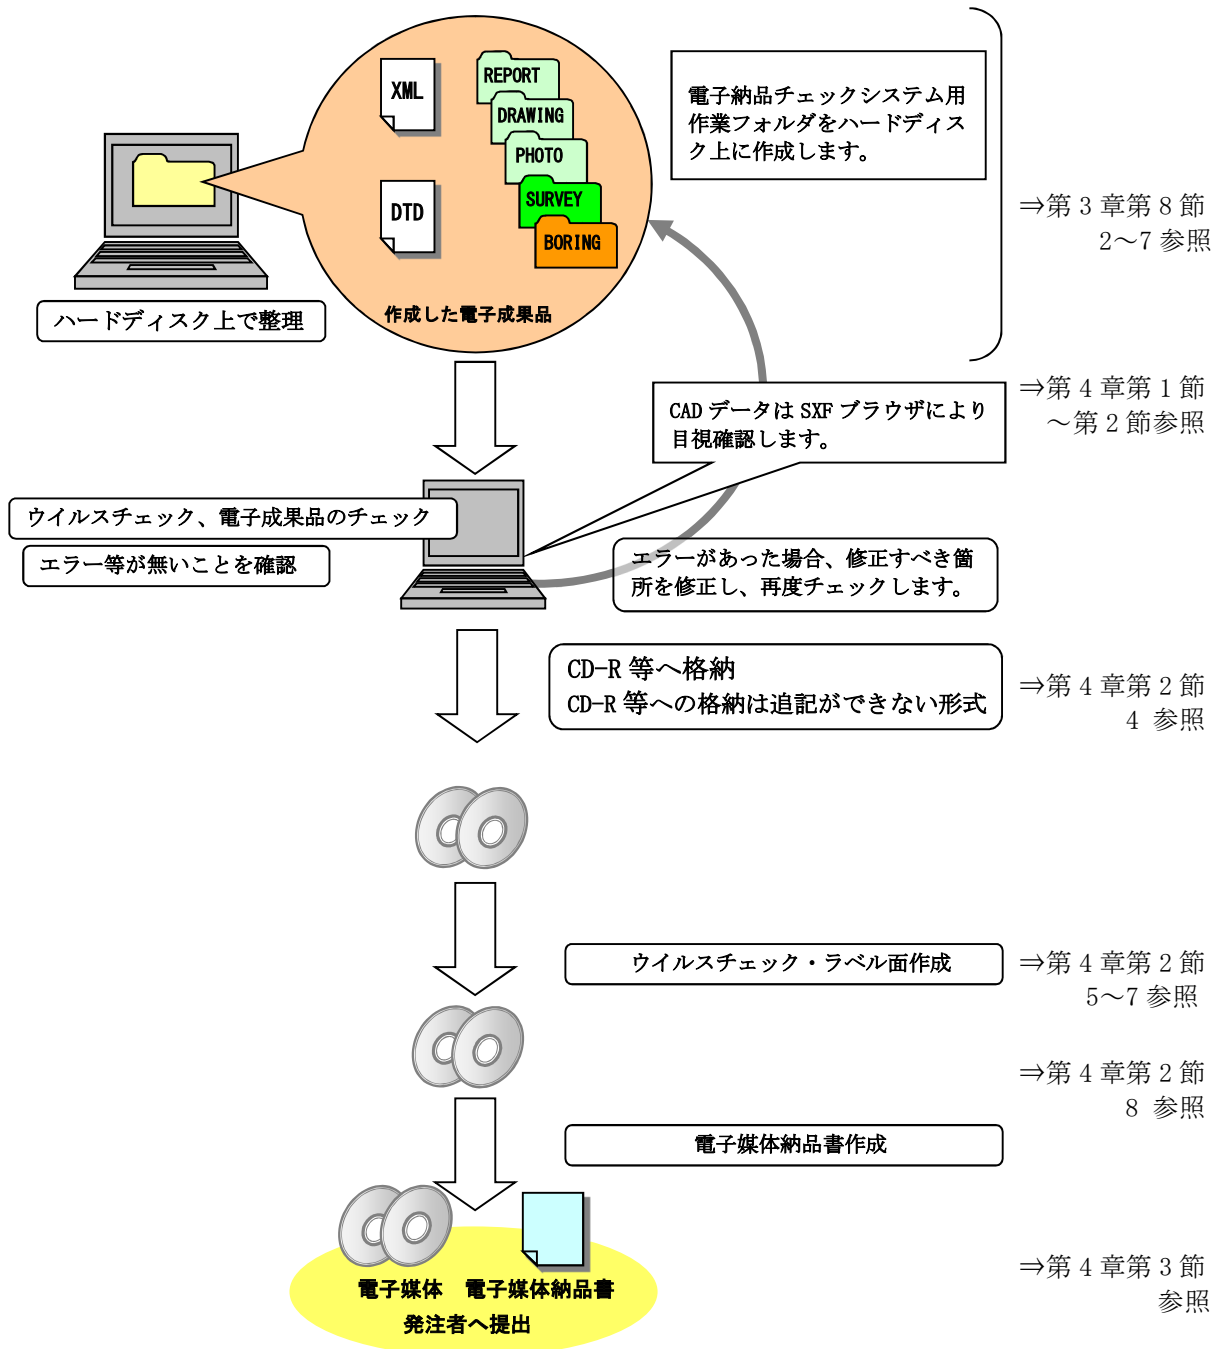 XML
REPORT
DRAWING
PHOTO
DTD
SURVEY
BORING
作成した電子成果品
電子納品チェックシステム用
作業フォルダをハードディス
ク上に作成します。
⇒第 3 章第 8 節
2～7 参照
ハードディスク上で整理
CAD データは SXF ブラウザにより
目視確認します。
⇒第 4 章第 1 節
～第 2 節参照
ウイルスチェック、電子成果品のチェック
エラー等が無いことを確認
エラーがあった場合、修正すべき箇
所を修正し、再度チェックします。
CD-R 等へ格納
CD-R 等への格納は追記ができない形式
⇒第 4 章第 2 節
4 参照
ウイルスチェック・ラベル面作成
⇒第 4 章第 2 節
5～7 参照
⇒第 4 章第 2 節
8 参照
電子媒体納品書作成
電子媒体 電子媒体納品書
発注者へ提出
⇒第 4 章第 3 節
参照